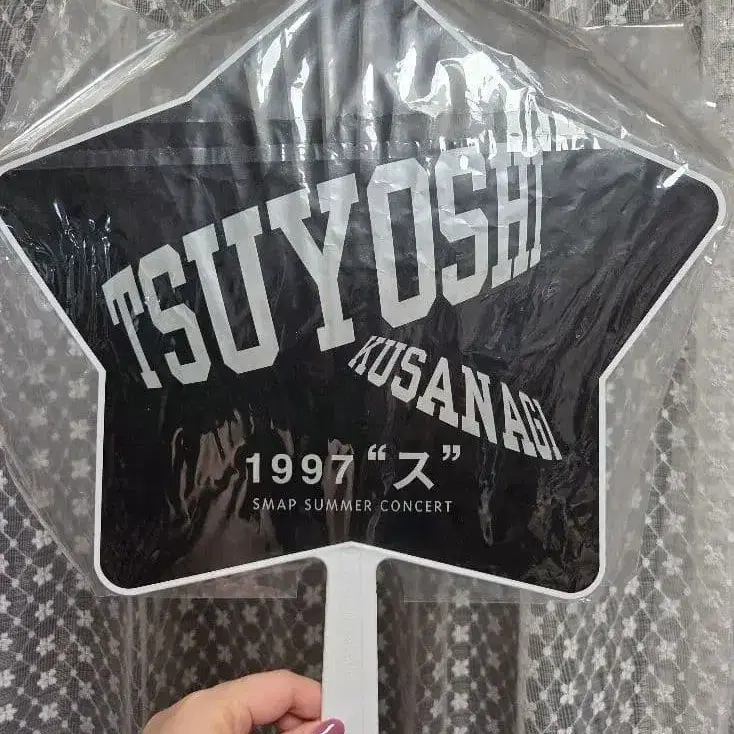 TSUYOSHI
KUSANAGI
1997 “ス”
SMAP SUMMER CONCERT